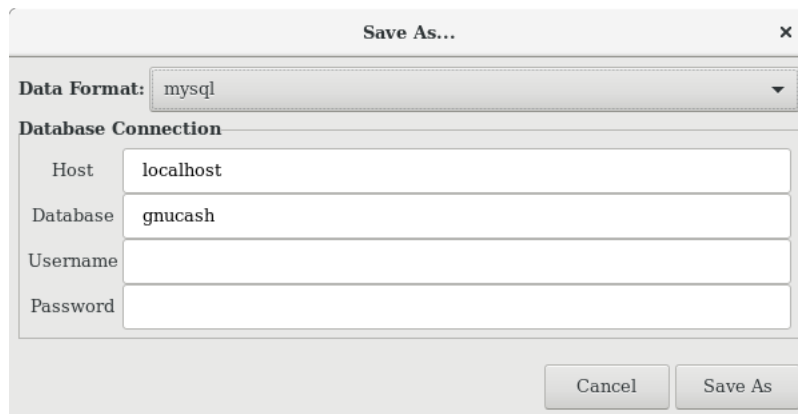 Save As...
Data Format: mysql
Database Connection
Host localhost
Database gnucash
Username
Password
Cancel Save As